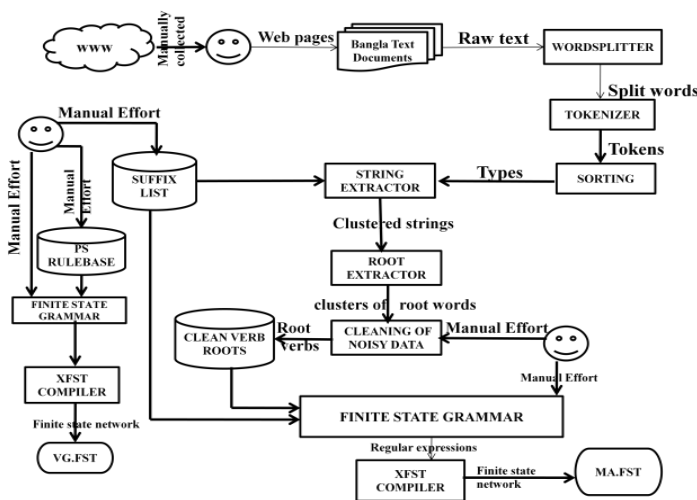 WWW
Manually
collected
Web pages
Bangla Text
Documents
Raw text
WORDSPLITTER
Split words
TOKENIZER
Tokens
SORTING
Types
Manual Effort
Manual Effort
Manual
Effort
SUFFIX
LIST
STRING
EXTRACTOR
Clustered strings
PS
RULEBASE
ROOT
EXTRACTOR
FINITE STATE
GRAMMAR
clusters of root words
CLEAN VERB
ROOTS
Root
verbs
CLEANING OF
NOISY DATA
Manual Effort
Manual Effort
XFST
COMPILER
FINITE STATE GRAMMAR
Finite state network
VG.FST
Regular expressions
XFST
COMPILER
Finite state
network
MA.FST